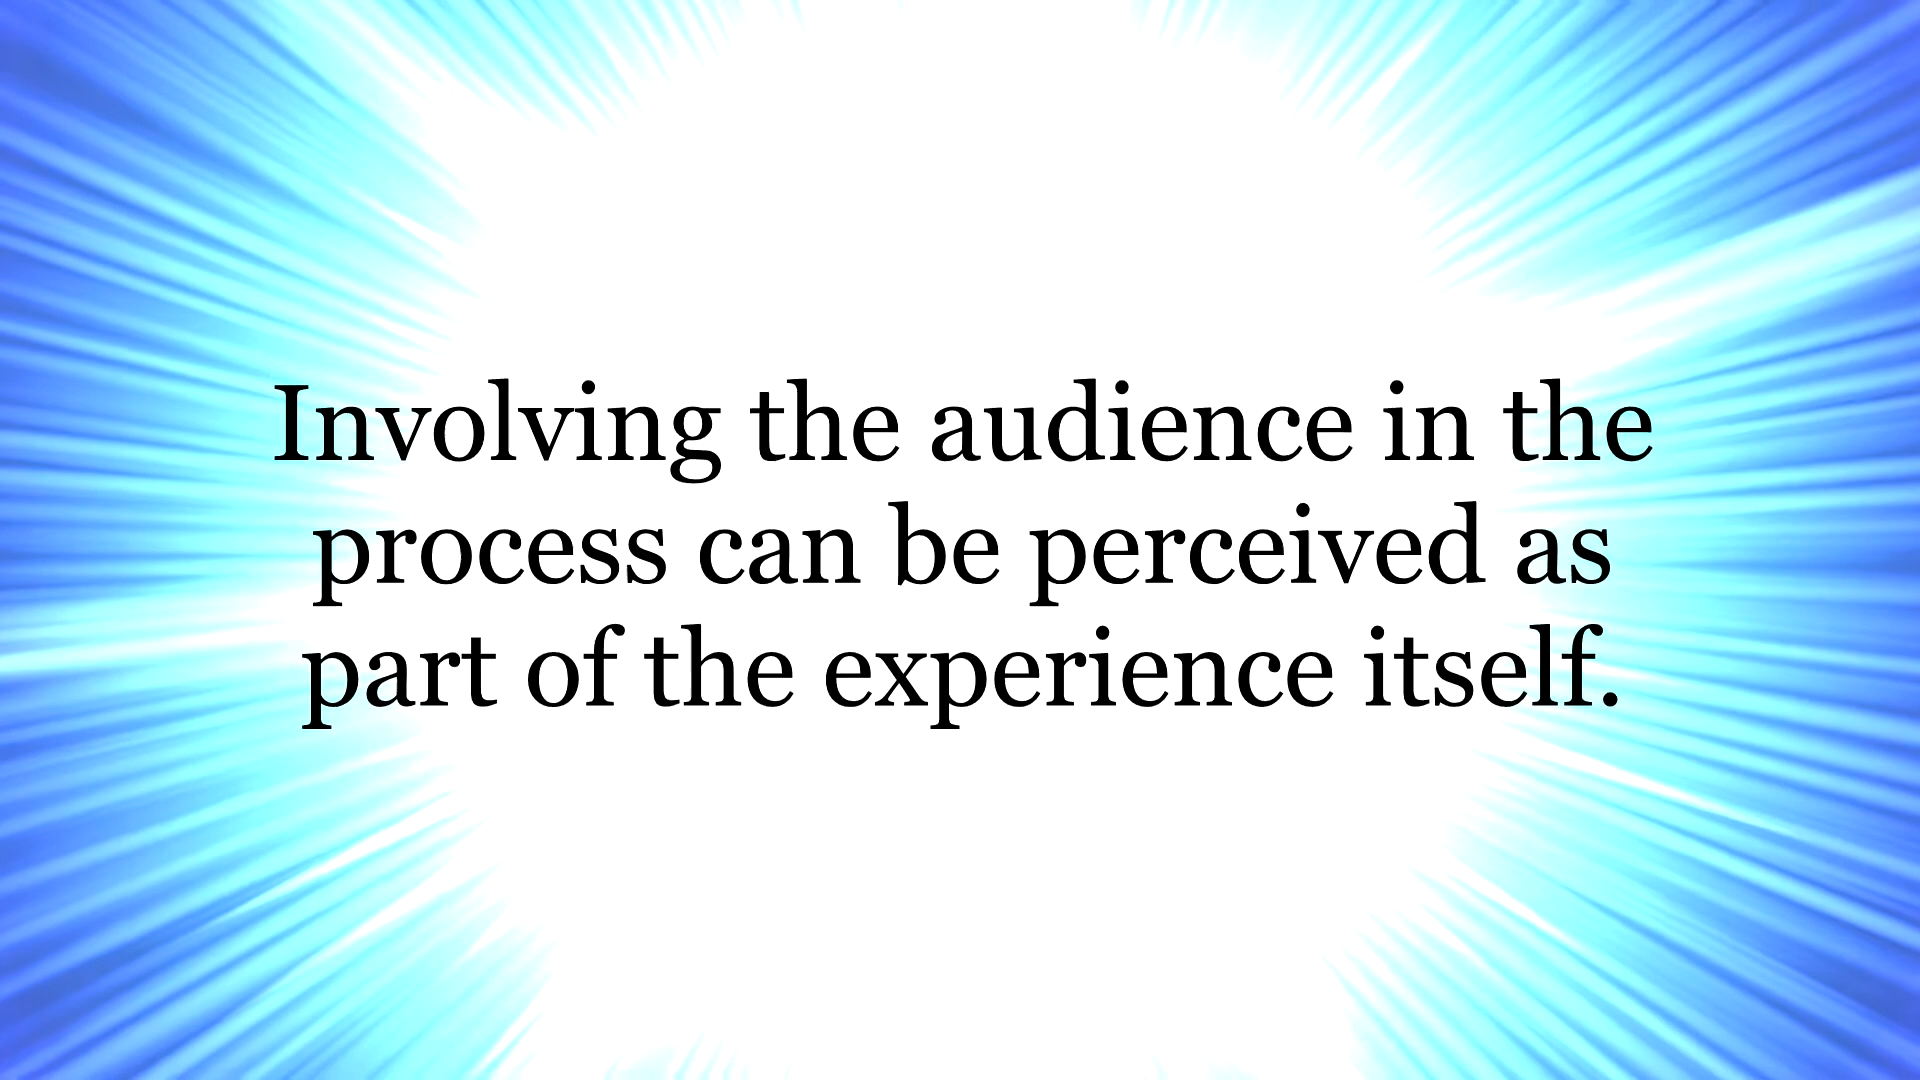 Involving the audience in the
process can be perceived as
part of the experience itself.